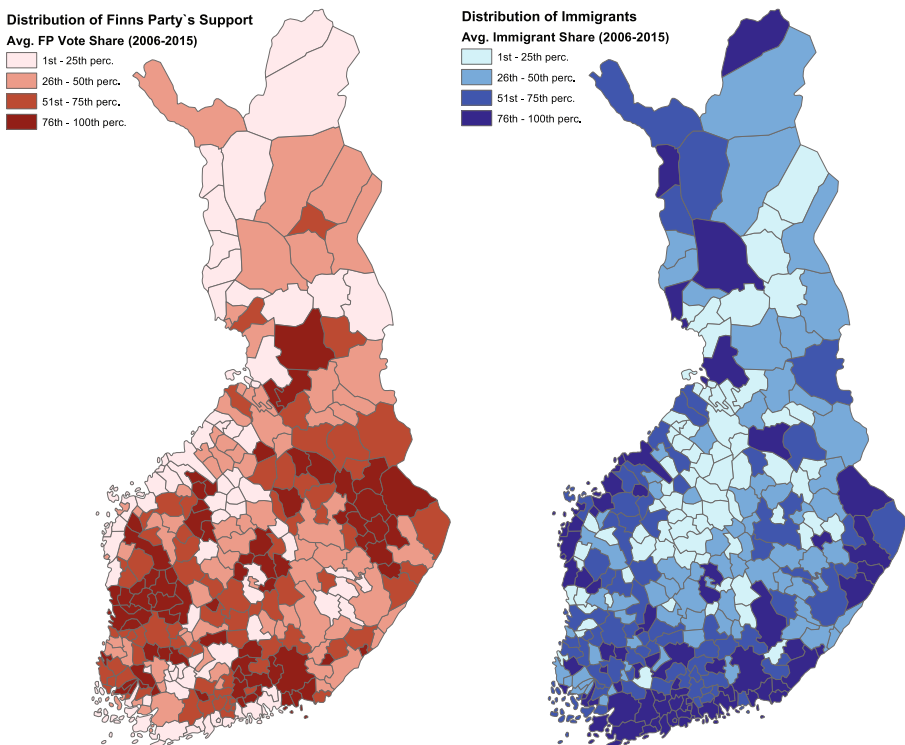 Distribution of Finns Party`s Support
Avg. FP Vote Share (2006-2015)
1st - 25th perc.
26th - 50th perc.
51st - 75th perc.
76th - 100th perc.
Distribution of Immigrants
Avg. Immigrant Share (2006-2015)
1st - 25th perc.
26th - 50th perc.
51st - 75th perc.
76th - 100th perc.